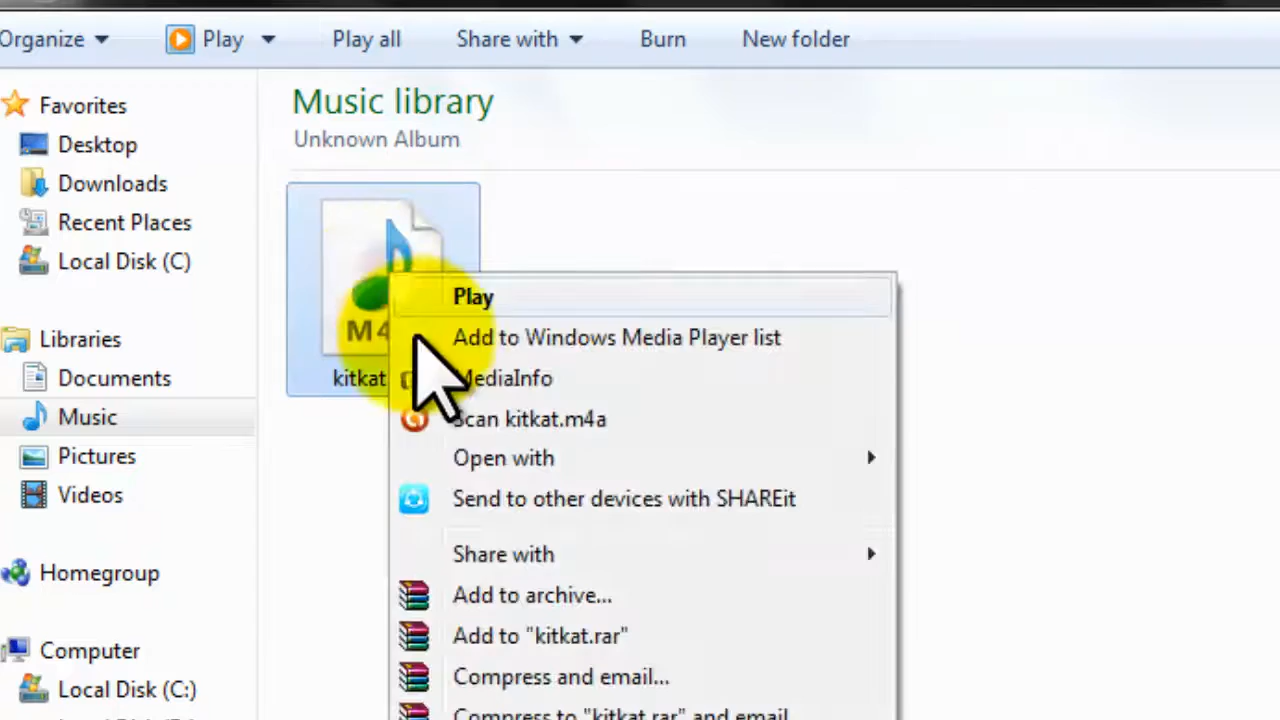 Organize Play Play all Share with Burn New folder
Favorites
Desktop
Downloads
Recent Places
Local Disk (C)
Libraries
Documents
Music
Pictures
Videos
Homegroup
Computer
Local Disk (C:)
Music library
Unknown Album
M4
kitkat
Play
Add to Windows Media Player list
MediaInfo
Scan kitkat.m4a
Open with
Send to other devices with SHAREit
Share with
Add to archive...
Add to "kitkat.rar"
Compress and email...
Compress to "kitkat.rar" and email